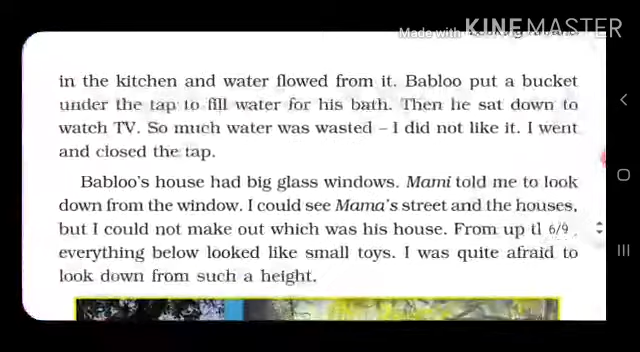 Made with KINEMASTER
in the kitchen and water flowed from it. Babloo put a bucket
under the tap to fill water for his bath. Then he sat down to
watch TV. So much water was wasted – I did not like it. I went
and closed the tap.
Babloo's house had big glass windows. Mami told me to look
down from the window. I could see Mama's street and the houses,
but I could not make out which was his house. From up 6/9
everything below looked like small toys. I was quite afraid to
look down from such a height.